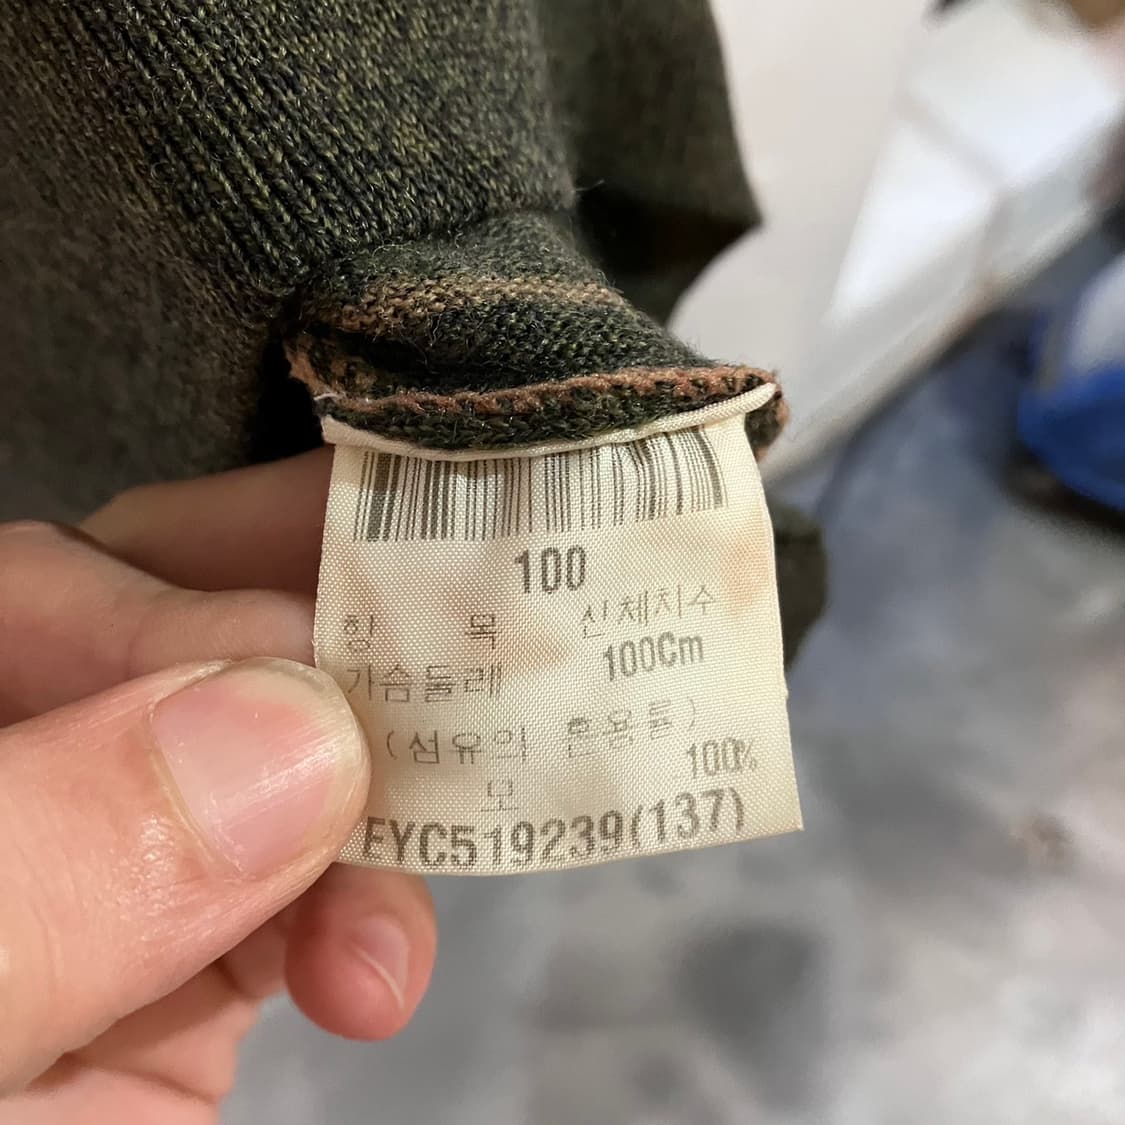 100
항 목 신체치수
가슴둘레 100Cm
(섬유의 혼용률)
모 100%
FYC519239(137)